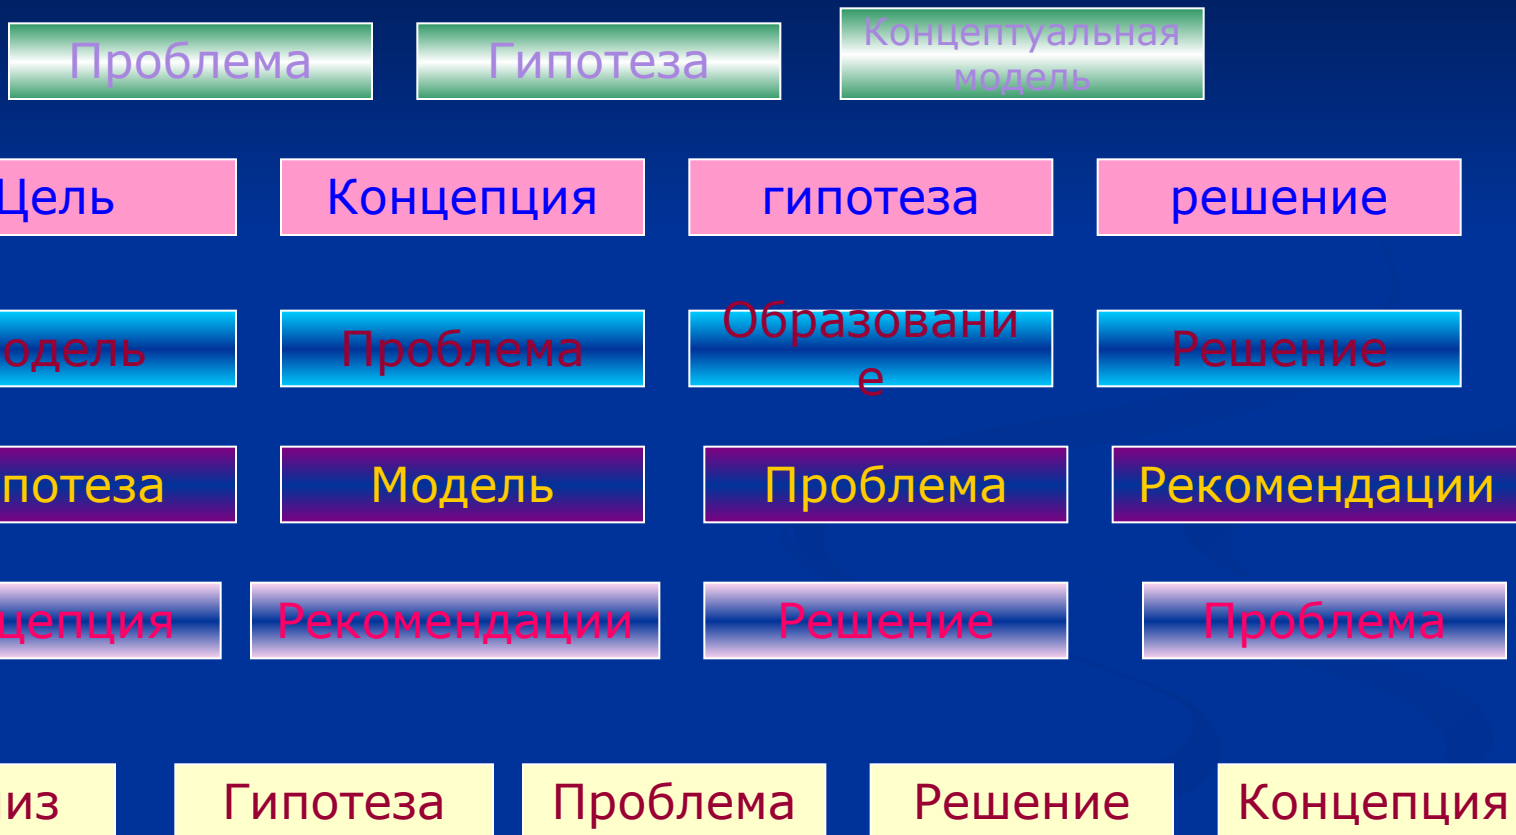 Проблема Гипотеза Концептуальная
модель
Цель Концепция гипотеза решение
одель Проблема Образовани
е
Решение
потеза Модель Проблема Рекомендации
цепция Рекомендации Решение Проблема
из Гипотеза Проблема Решение Концепция